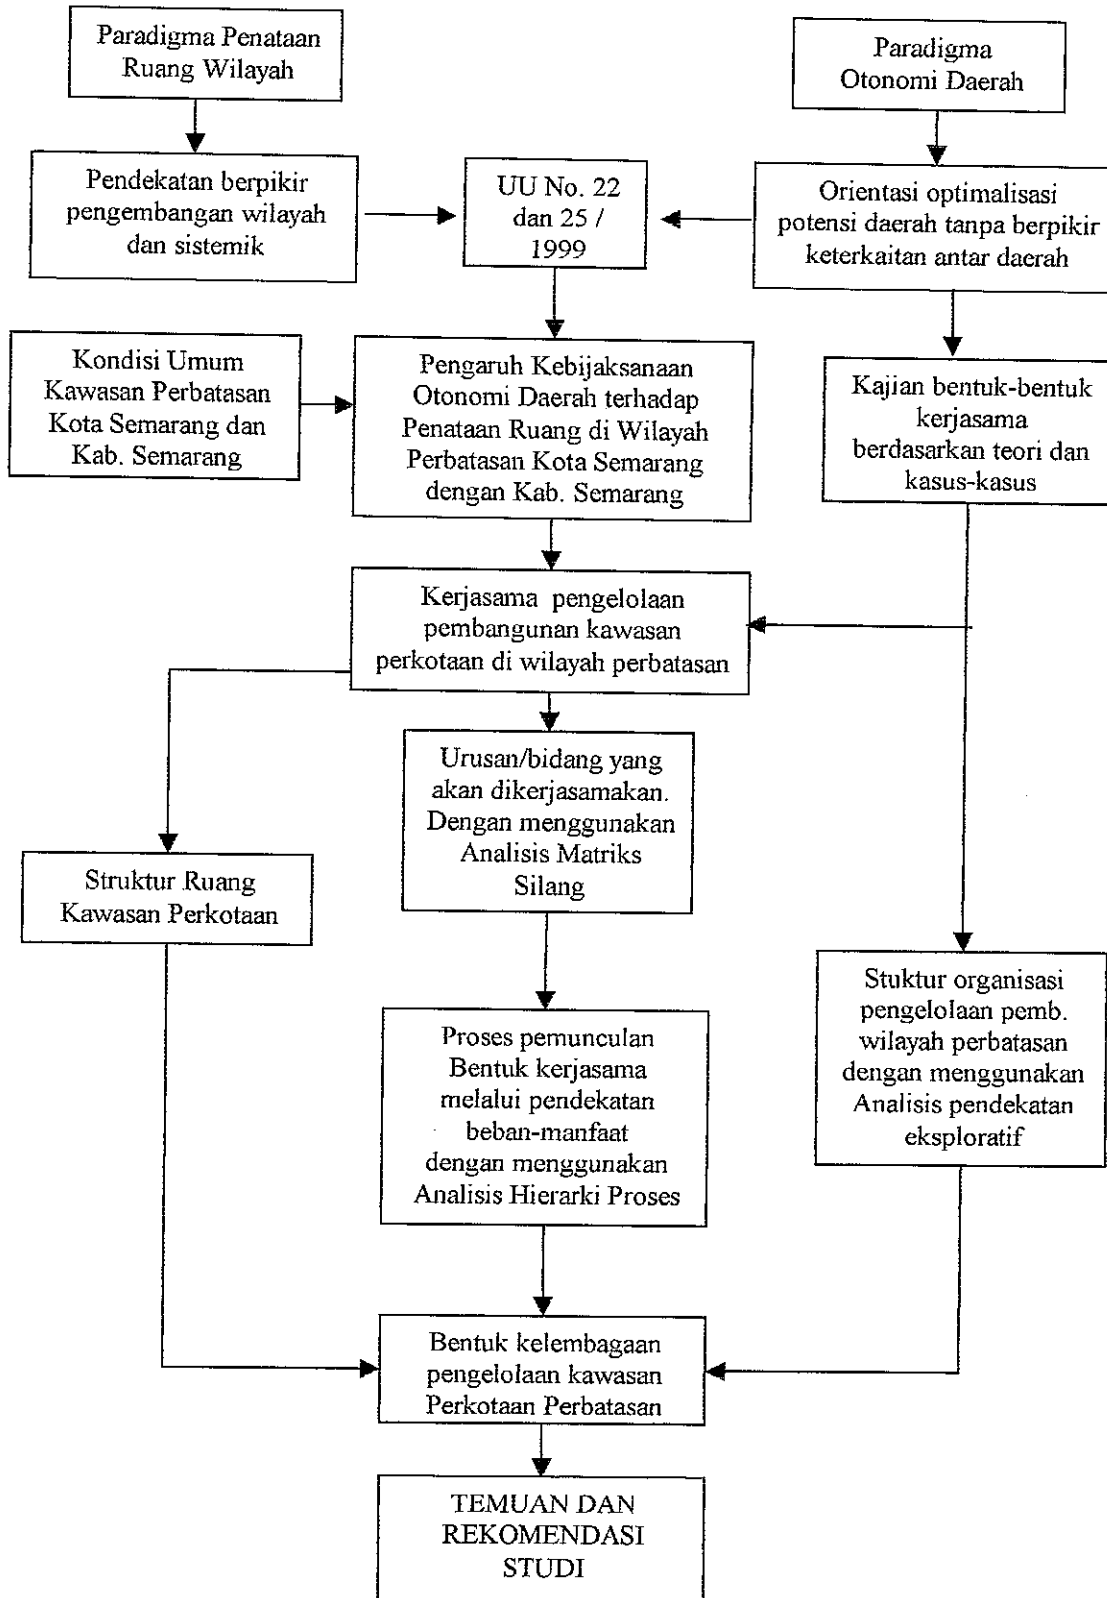 Paradigma Penataan
Ruang Wilayah
Paradigma
Otonomi Daerah
Pendekatan berpikir
pengembangan wilayah
dan sistemik
UU No. 22
dan 25 /
1999
Orientasi optimalisasi
potensi daerah tanpa berpikir
keterkaitan antar daerah
Kondisi Umum
Kawasan Perbatasan
Kota Semarang dan
Kab. Semarang
Pengaruh Kebijaksanaan
Otonomi Daerah terhadap
Penataan Ruang di Wilayah
Perbatasan Kota Semarang
dengan Kab. Semarang
Kajian bentuk-bentuk
kerjasama
berdasarkan teori dan
kasus-kasus
Kerjasama pengelolaan
pembangunan kawasan
perkotaan di wilayah perbatasan
Urusan/bidang yang
akan dikerjasamakan.
Dengan menggunakan
Analisis Matriks
Silang
Struktur Ruang
Kawasan Perkotaan
Proses pemunculan
Bentuk kerjasama
melalui pendekatan
beban-manfaat
dengan menggunakan
Analisis Hierarki Proses
Stuktur organisasi
pengelolaan pemb.
wilayah perbatasan
dengan menggunakan
Analisis pendekatan
eksploratif
Bentuk kelembagaan
pengelolaan kawasan
Perkotaan Perbatasan
TEMUAN DAN
REKOMENDASI
STUDI